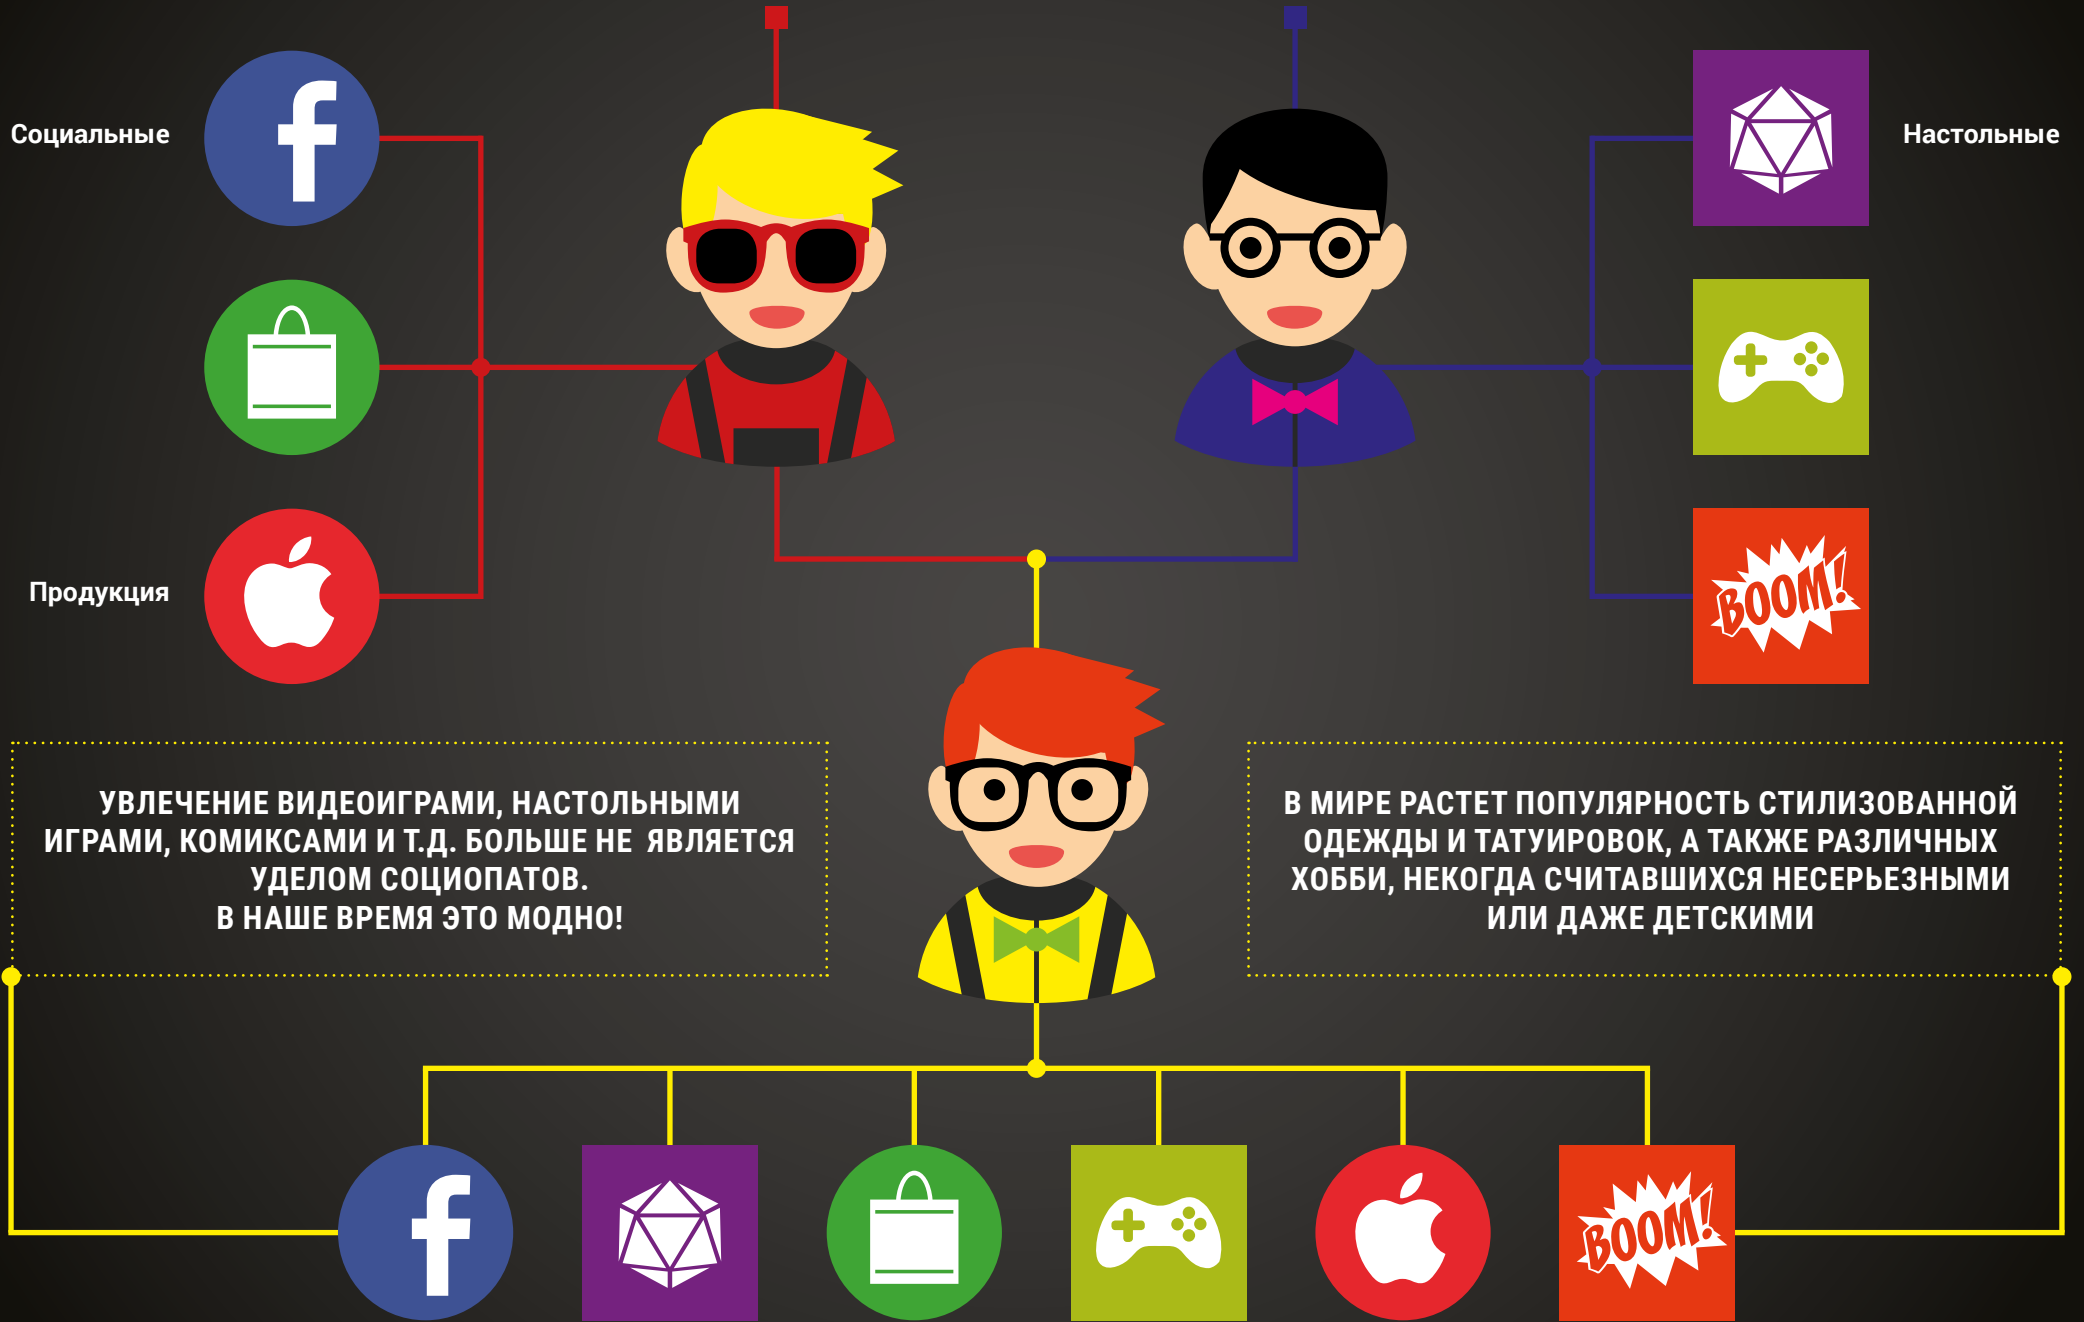 Социальные
Настольные
BOOM!
Продукция
УВЛЕЧЕНИЕ ВИДЕОИГРАМИ, НАСТОЛЬНЫМИ
ИГРАМИ, КОМИКСАМИ И Т.Д. БОЛЬШЕ НЕ ЯВЛЯЕТСЯ
УДЕЛОМ СОЦИОПАТОВ.
В НАШЕ ВРЕМЯ ЭТО МОДНО!
В МИРЕ РАСТЕТ ПОПУЛЯРНОСТЬ СТИЛИЗОВАННОЙ
ОДЕЖДЫ И ТАТУИРОВОК, А ТАКЖЕ РАЗЛИЧНЫХ
ХОББИ, НЕКОГДА СЧИТАВШИХСЯ НЕСЕРЬЕЗНЫМИ
ИЛИ ДАЖЕ ДЕТСКИМИ
BOOM!